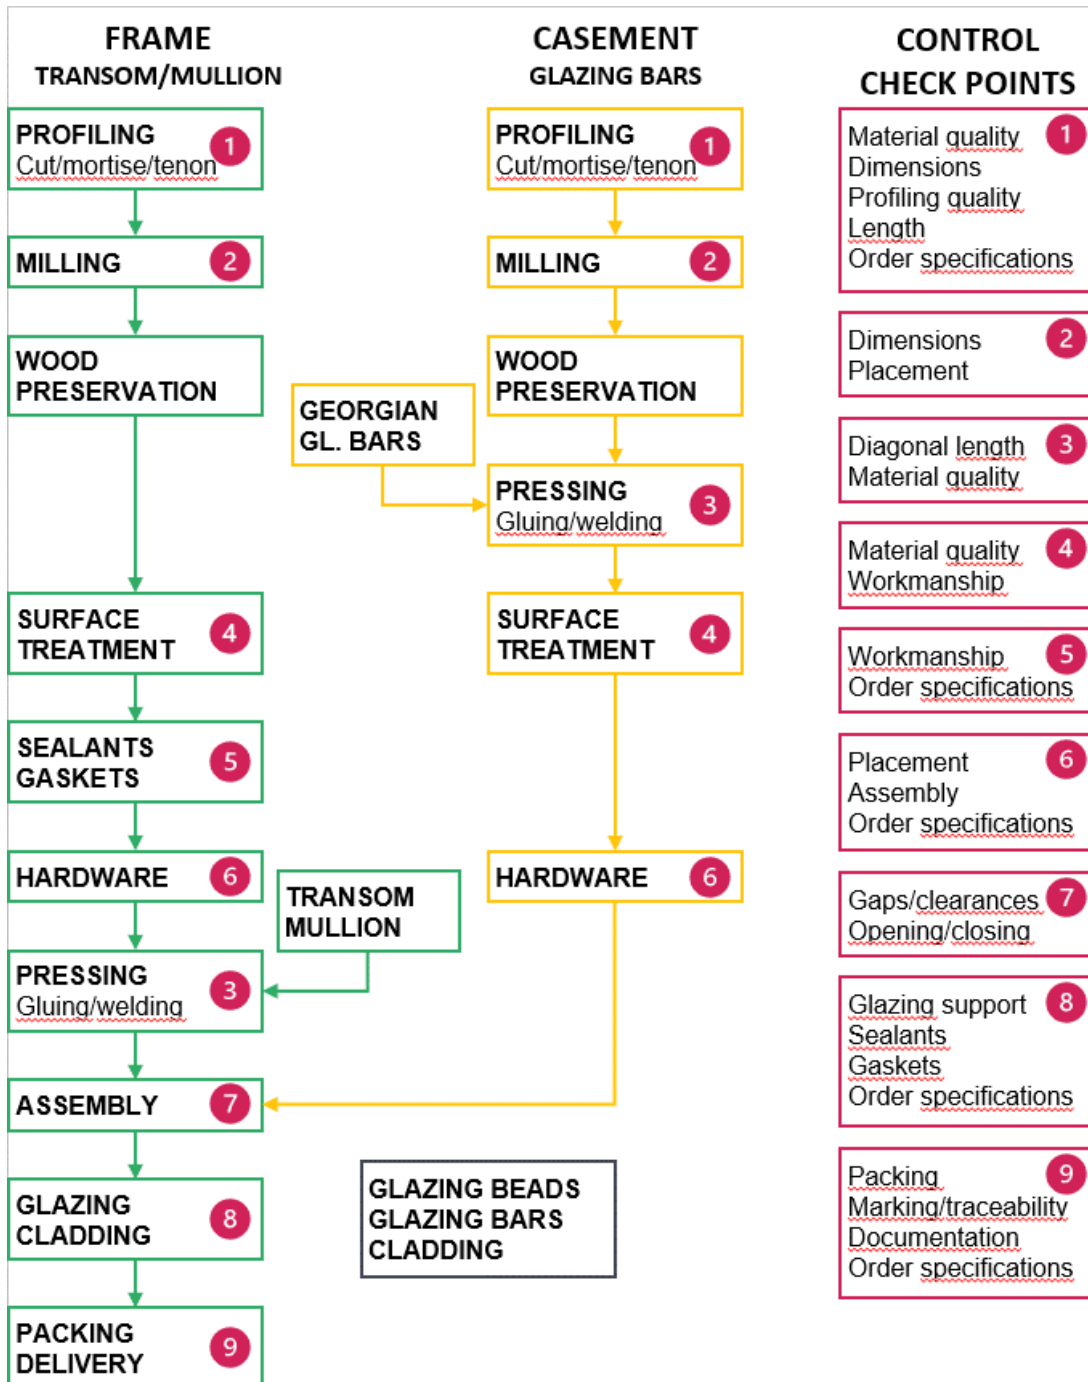 FRAME
TRANSOM/MULLION
PROFILING
Cut/mortise/tenon
1
MILLING
2
WOOD
PRESERVATION
SURFACE
TREATMENT
4
SEALANTS
GASKETS
5
HARDWARE
6
TRANSOM
MULLION
PRESSING
Gluing/welding
3
ASSEMBLY
7
GLAZING
CLADDING
8
PACKING
DELIVERY
9
CASEMENT
GLAZING BARS
PROFILING
Cut/mortise/tenon
1
MILLING
2
WOOD
PRESERVATION
GEORGIAN
GL. BARS
PRESSING
Gluing/welding
3
SURFACE
TREATMENT
4
HARDWARE
6
GLAZING BEADS
GLAZING BARS
CLADDING
CONTROL
CHECK POINTS
Material quality
1
Dimensions
Profiling quality
Length
Order specifications
Dimensions
2
Placement
Diagonal length
3
Material quality
Material quality
4
Workmanship
Workmanship
5
Order specifications
Placement
6
Assembly
Order specifications
Gaps/clearances
7
Opening/closing
Glazing support
8
Sealants
Gaskets
Order specifications
Packing
9
Marking/traceability
Documentation
Order specifications